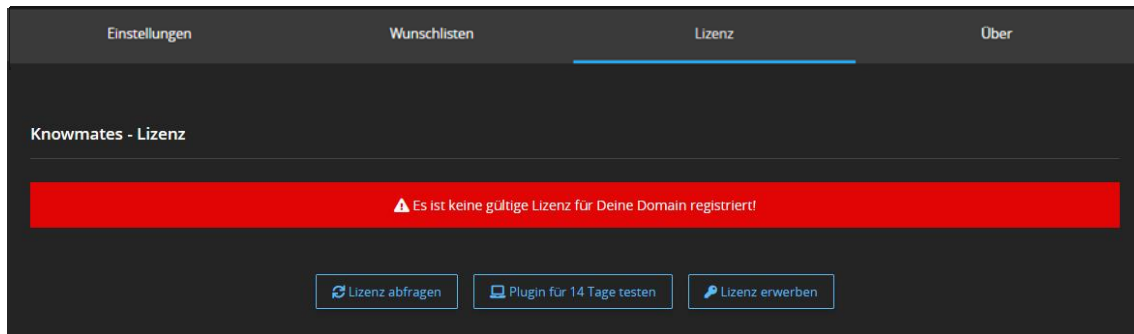 Einstellungen Wunschlisten Lizenz Über
Knowmates - Lizenz
Es ist keine gültige Lizenz für Deine Domain registriert!
Lizenz abfragen Plugin für 14 Tage testen Lizenz erwerben